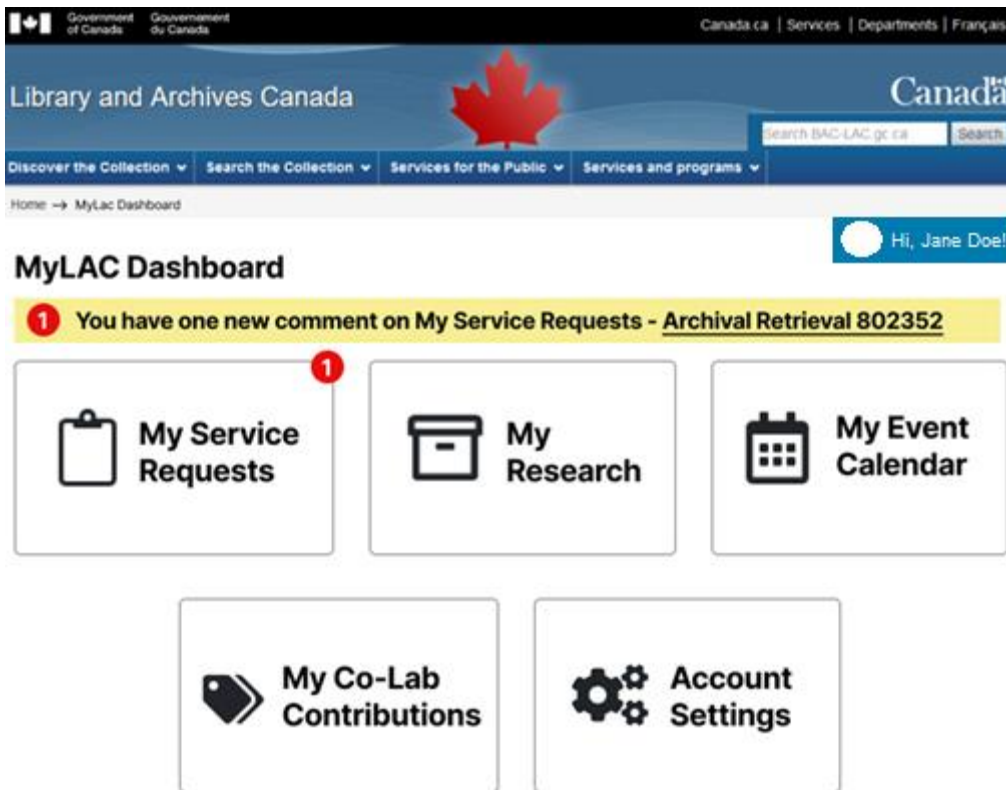 Government of Canada
Gouvernement du Canada
Canada.ca | Services | Departments | Français
Library and Archives Canada
Canada
Search BAC-LAC.gc.ca
Search
Discover the Collection
Search the Collection
Services for the Public
Services and programs
Home → MyLac Dashboard
Hi, Jane Doe!
MyLAC Dashboard
1 You have one new comment on My Service Requests - Archival Retrieval 802352
1
My Service
Requests
My
Research
My Event
Calendar
My Co-Lab
Contributions
Account
Settings